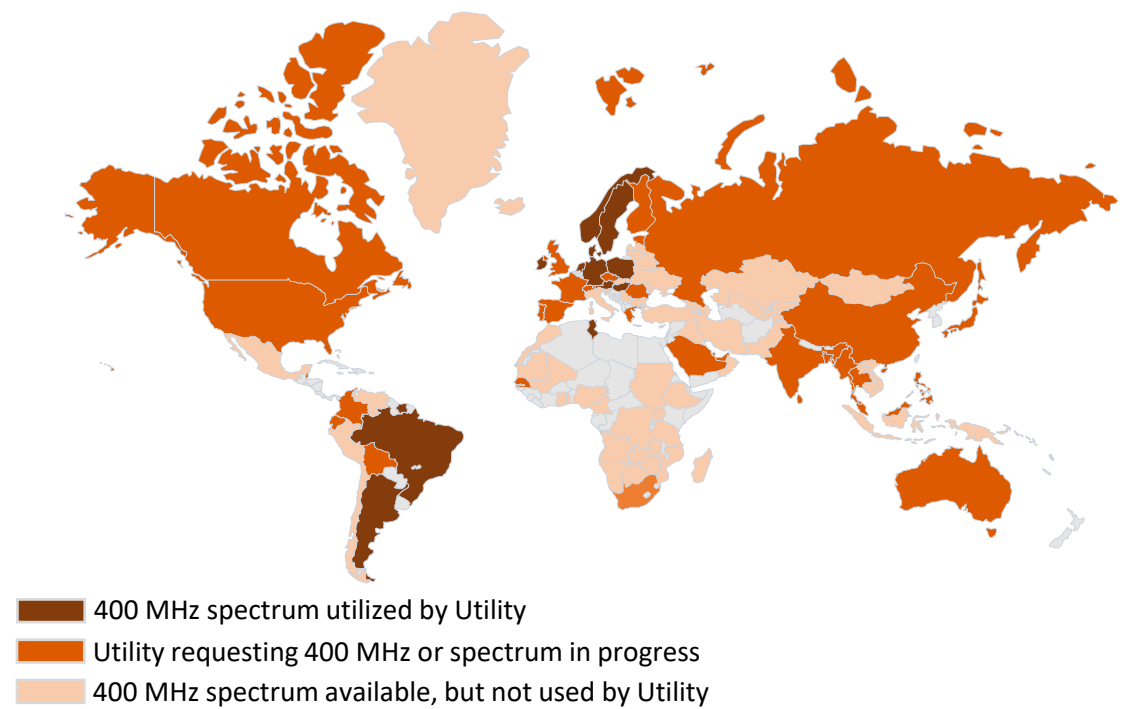 400 MHz spectrum utilized by Utility
Utility requesting 400 MHz or spectrum in progress
400 MHz spectrum available, but not used by Utility